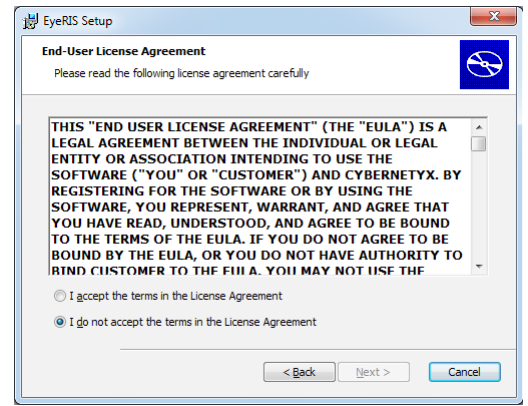 EyeRIS Setup
End-User License Agreement
Please read the following license agreement carefully
THIS "END USER LICENSE AGREEMENT" (THE "EULA") IS A
LEGAL AGREEMENT BETWEEN THE INDIVIDUAL OR LEGAL
ENTITY OR ASSOCIATION INTENDING TO USE THE
SOFTWARE ("YOU" OR "CUSTOMER") AND CYBERNETYX. BY
REGISTERING FOR THE SOFTWARE OR BY USING THE
SOFTWARE, YOU REPRESENT, WARRANT, AND AGREE THAT
YOU HAVE READ, UNDERSTOOD, AND AGREE TO BE BOUND
TO THE TERMS OF THE EULA. IF YOU DO NOT AGREE TO BE
BOUND BY THE EULA, OR YOU DO NOT HAVE AUTHORITY TO
BIND CUSTOMER TO THE EULA, YOU MAY NOT USE THE
I accept the terms in the License Agreement
I do not accept the terms in the License Agreement
< Back Next > Cancel